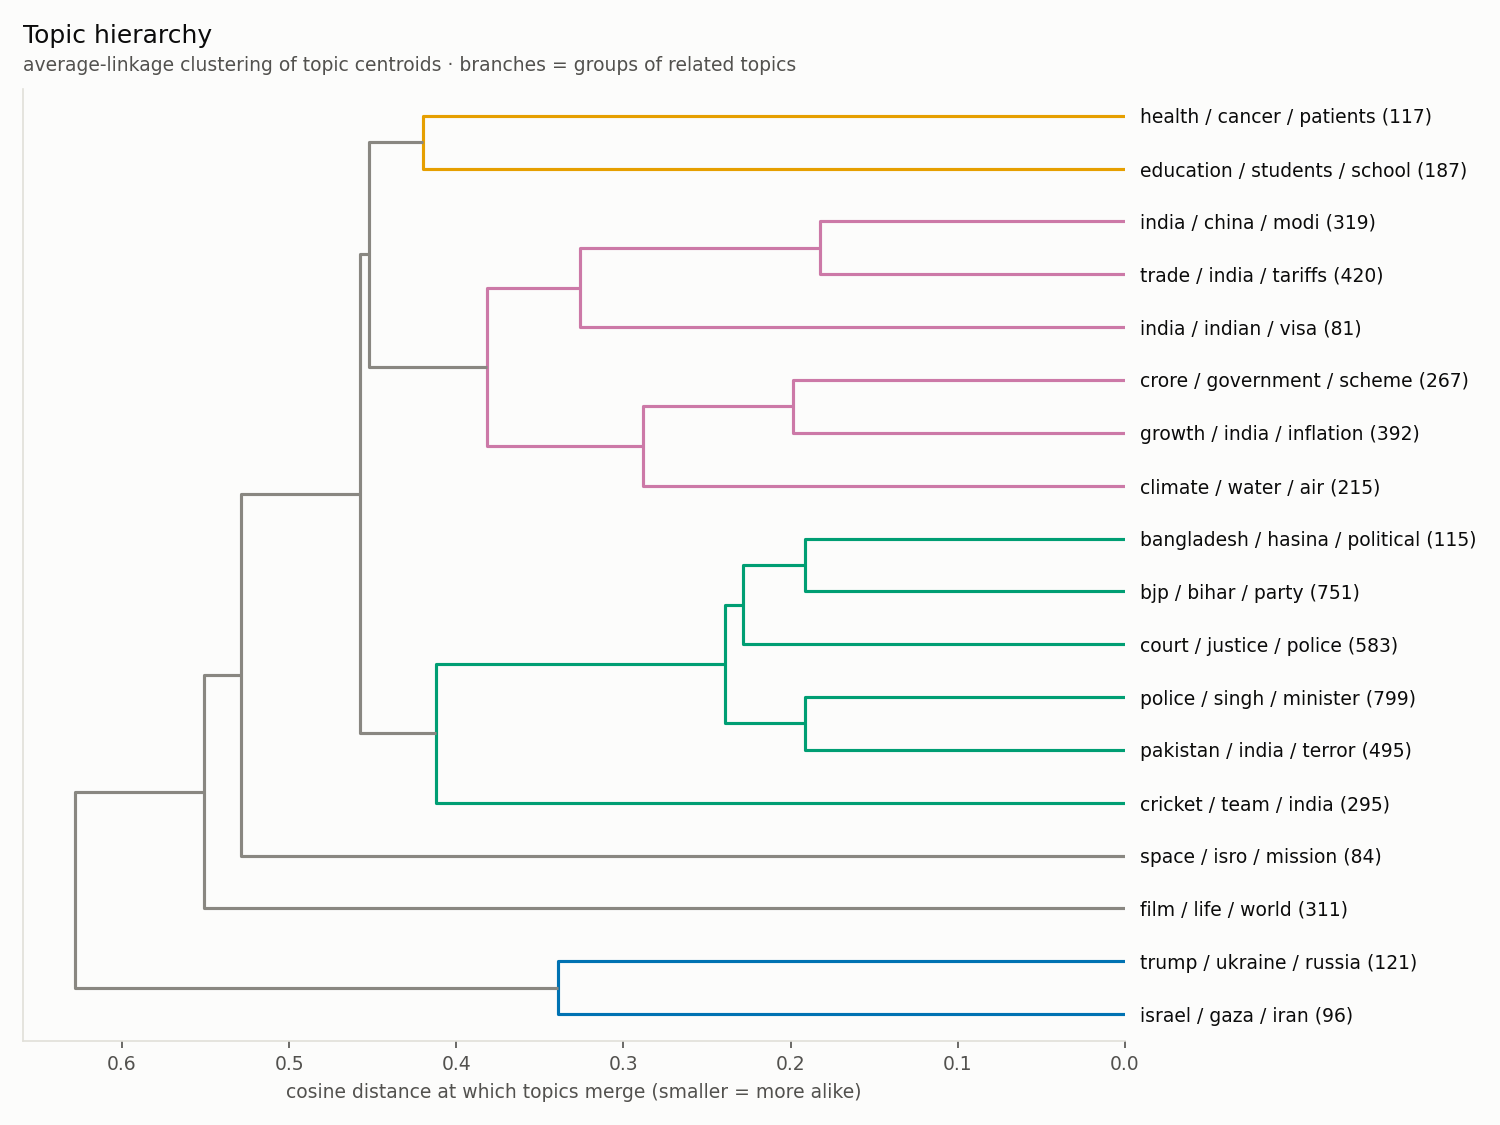 Topic hierarchy
average-linkage clustering of topic centroids · branches = groups of related topics
health / cancer / patients (117)
education / students / school (187)
india / china / modi (319)
trade / india / tariffs (420)
india / indian / visa (81)
crore / government / scheme (267)
growth / india / inflation (392)
climate / water / air (215)
bangladesh / hasina / political (115)
bjp / bihar / party (751)
court / justice / police (583)
police / singh / minister (799)
pakistan / india / terror (495)
cricket / team / india (295)
space / isro / mission (84)
film / life / world (311)
trump / ukraine / russia (121)
israel / gaza / iran (96)
0.6 0.5 0.4 0.3 0.2 0.1 0.0
cosine distance at which topics merge (smaller = more alike)